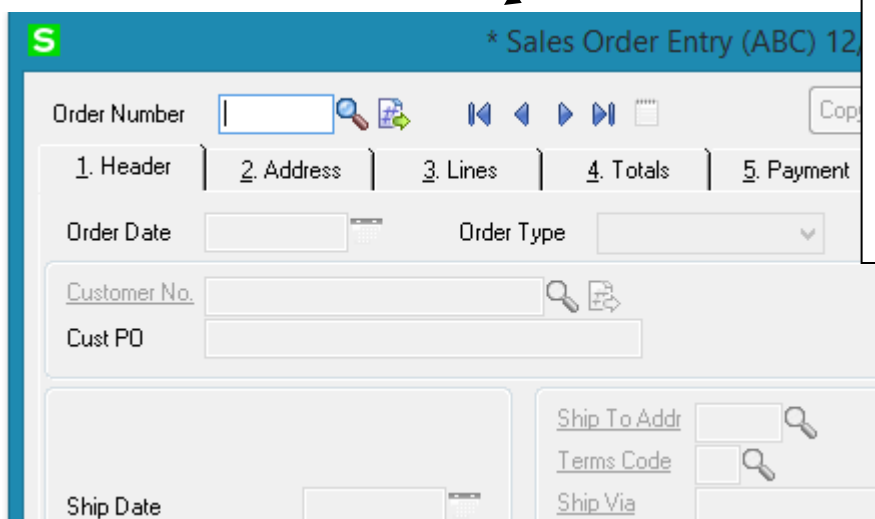 S * Sales Order Entry (ABC) 12/
Order Number Copy
1. Header 2. Address 3. Lines 4. Totals 5. Payment
Order Date Order Type
Customer No.
Cust PO
Ship To Addr
Terms Code
Ship Date Ship Via